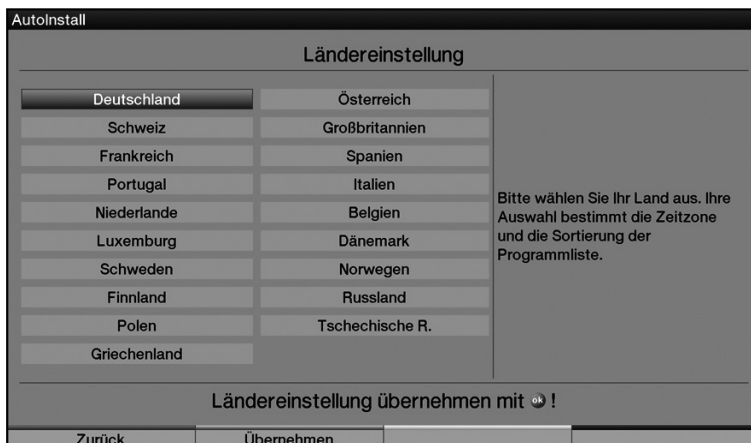 AutoInstall
Ländereinstellung
Deutschland Österreich
Schweiz Großbritannien
Frankreich Spanien
Portugal Italien
Niederlande Belgien
Luxemburg Dänemark
Schweden Norwegen
Finnland Russland
Polen Tschechische R.
Griechenland
Bitte wählen Sie Ihr Land aus. Ihre
Auswahl bestimmt die Zeitzone
und die Sortierung der
Programmliste.
Ländereinstellung übernehmen mit ok !
Zurück Übernehmen